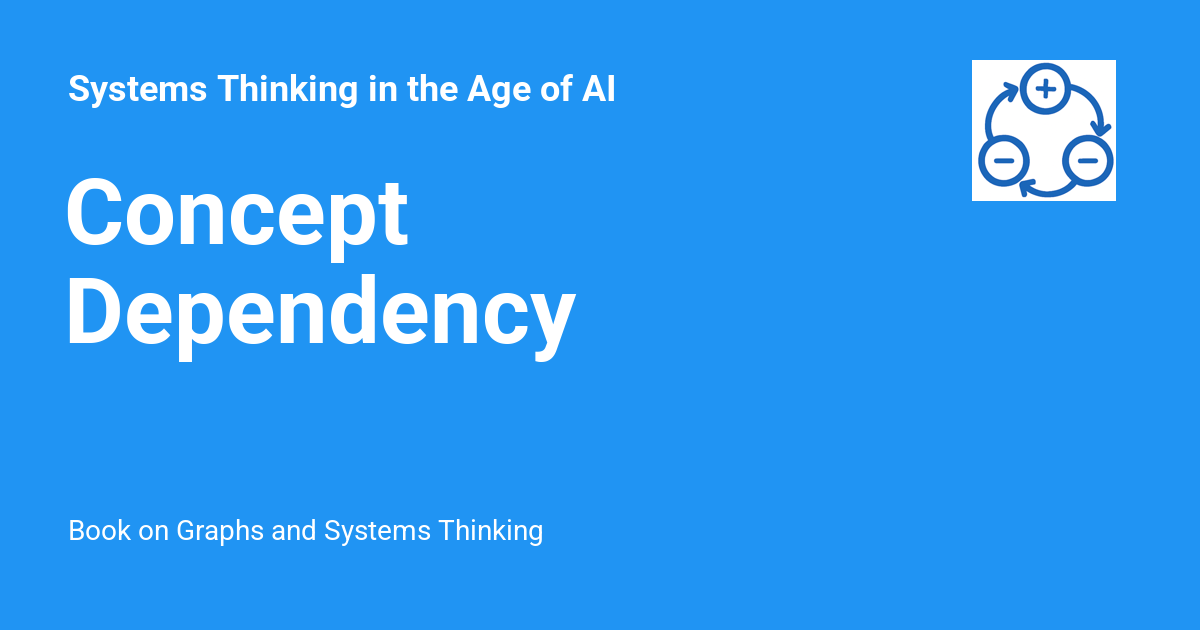 Systems Thinking in the Age of AI
Concept
Dependency
Book on Graphs and Systems Thinking